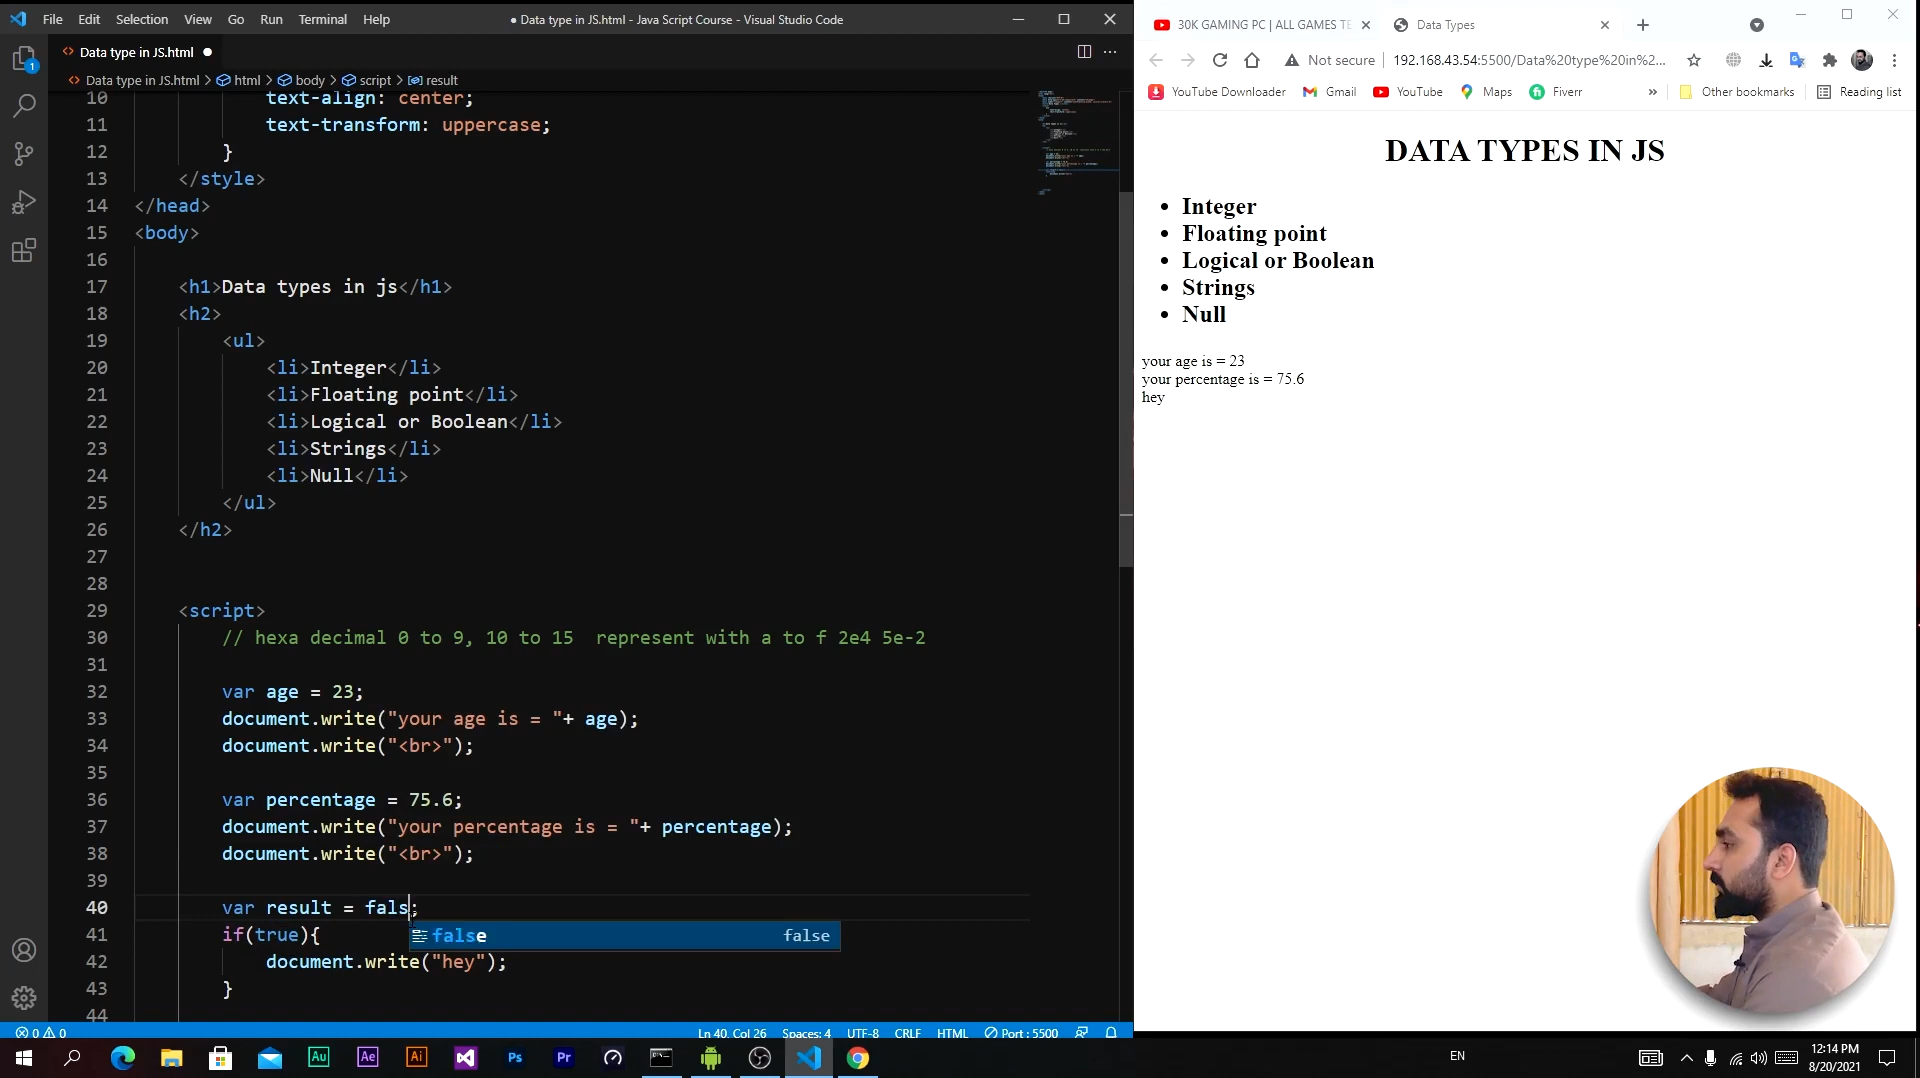 File Edit Selection View Go Run Terminal Help
● Data type in JS.html - Java Script Course - Visual Studio Code
Data type in JS.html ●
Data type in JS.html > html > body > script > result
10 text-align: center;
11 text-transform: uppercase;
12 }
13 </style>
14 </head>
15 <body>
16
17 <h1>Data types in js</h1>
18 <h2>
19 <ul>
20 <li>Integer</li>
21 <li>Floating point</li>
22 <li>Logical or Boolean</li>
23 <li>Strings</li>
24 <li>Null</li>
25 </ul>
26 </h2>
27
28
29 <script>
30 // hexa decimal 0 to 9, 10 to 15  represent with a to f 2e4 5e-2
31
32 var age = 23;
33 document.write("your age is = "+ age);
34 document.write("<br>");
35
36 var percentage = 75.6;
37 document.write("your percentage is = "+ percentage);
38 document.write("<br>");
39
40 var result = fals;
41 if(true){
false false
42 document.write("hey");
43 }
44
1
0 0 Ln 40, Col 26 Spaces: 4 UTF-8 CRLF HTML Port : 5500
30K GAMING PC | ALL GAMES TE
Data Types
Not secure 192.168.43.54:5500/Data%20type%20in%2...
YouTube Downloader Gmail YouTube Maps Fiverr » Other bookmarks Reading list
DATA TYPES IN JS
• Integer
• Floating point
• Logical or Boolean
• Strings
• Null
your age is = 23
your percentage is = 75.6
hey
Au Ae Ai Ps Pr
EN
12:14 PM
8/20/2021